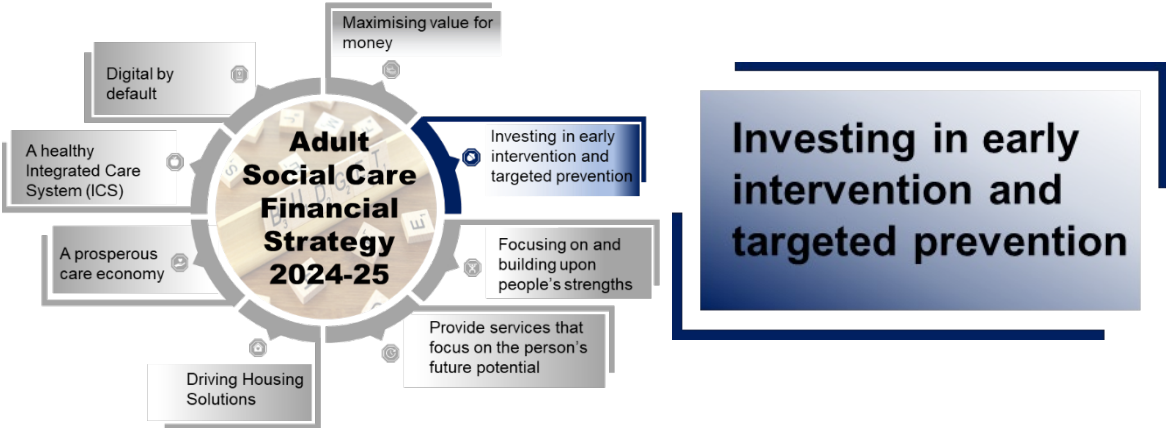 Maximising value for
money
Digital by
default
Investing in early
intervention and
targeted prevention
A healthy
Integrated Care
System (ICS)
Adult
Social Care
Financial
Strategy
2024-25
BUDGET
Focusing on and
building upon
people's strengths
A prosperous
care economy
Provide services that
focus on the person's
future potential
Driving Housing
Solutions
Investing in early
intervention and
targeted prevention